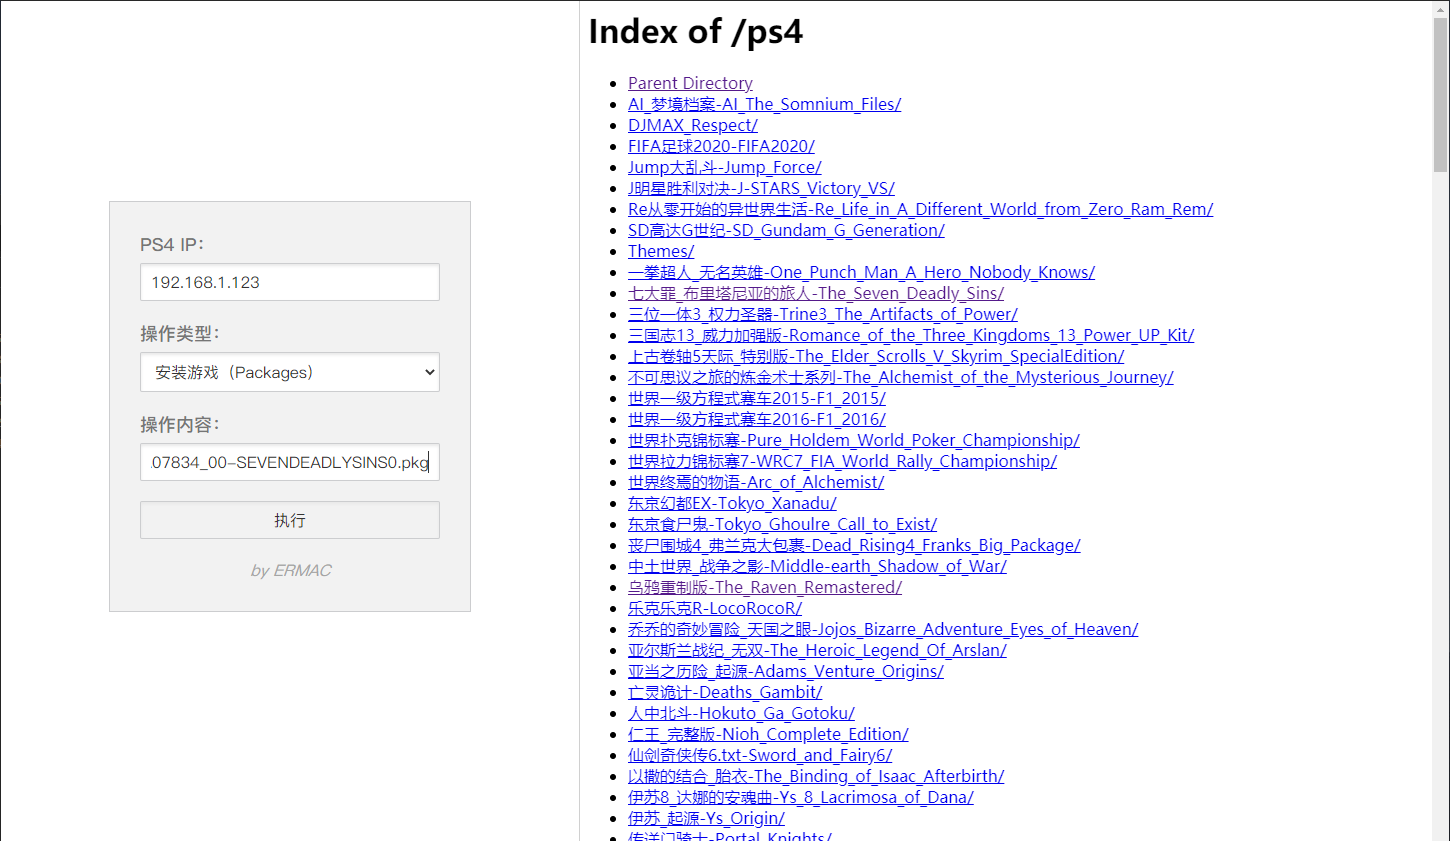 PS4 IP：
192.168.1.123
操作类型：
安装游戏（Packages）
操作内容：
.07834_00-SEVENDEADLYSINS0.pkg
执行
by ERMAC
Index of /ps4
Parent Directory
AI_梦境档案-AI_The_Somnium_Files/
DJMAX_Respect/
FIFA足球2020-FIFA2020/
Jump大乱斗-Jump_Force/
J明星胜利对决-J-STARS_Victory_VS/
Re从零开始的异世界生活-Re_Life_in_A_Different_World_from_Zero_Ram_Rem/
SD高达G世纪-SD_Gundam_G_Generation/
Themes/
一拳超人_无名英雄-One_Punch_Man_A_Hero_Nobody_Knows/
七大罪_布里塔尼亚的旅人-The_Seven_Deadly_Sins/
三位一体3_权力圣器-Trine3_The_Artifacts_of_Power/
三国志13_威力加强版-Romance_of_the_Three_Kingdoms_13_Power_UP_Kit/
上古卷轴5天际_特别版-The_Elder_Scrolls_V_Skyrim_SpecialEdition/
不可思议之旅的炼金术士系列-The_Alchemist_of_the_Mysterious_Journey/
世界一级方程式赛车2015-F1_2015/
世界一级方程式赛车2016-F1_2016/
世界扑克锦标赛-Pure_Holdem_World_Poker_Championship/
世界拉力锦标赛7-WRC7_FIA_World_Rally_Championship/
世界终焉的物语-Arc_of_Alchemist/
东京幻都EX-Tokyo_Xanadu/
东京食尸鬼-Tokyo_Ghoulre_Call_to_Exist/
丧尸围城4_弗兰克大包裹-Dead_Rising4_Franks_Big_Package/
中土世界_战争之影-Middle-earth_Shadow_of_War/
乌鸦重制版-The_Raven_Remastered/
乐克乐克R-LocoRocoR/
乔乔的奇妙冒险_天国之眼-Jojos_Bizarre_Adventure_Eyes_of_Heaven/
亚尔斯兰战纪_无双-The_Heroic_Legend_Of_Arslan/
亚当之历险_起源-Adams_Venture_Origins/
亡灵诡计-Deaths_Gambit/
人中北斗-Hokuto_Ga_Gotoku/
仁王_完整版-Nioh_Complete_Edition/
仙剑奇侠传6.txt-Sword_and_Fairy6/
以撒的结合_胎衣-The_Binding_of_Isaac_Afterbirth/
伊苏8_达娜的安魂曲-Ys_8_Lacrimosa_of_Dana/
伊苏_起源-Ys_Origin/
传送门骑士-Portal_Knights/